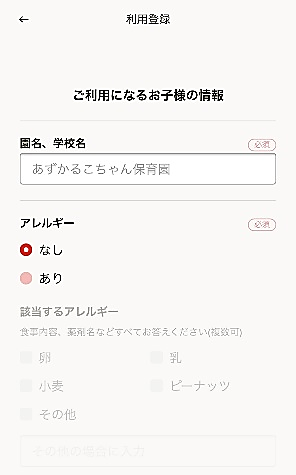 ←
利用登録
ご利用になるお子様の情報
園名、学校名 必須
あずかるこちゃん保育園
アレルギー 必須
なし
あり
該当するアレルギー
食事内容、薬剤名などすべてお答えください(複数可)
卵 乳
小麦 ピーナッツ
その他
その他の場合に入力